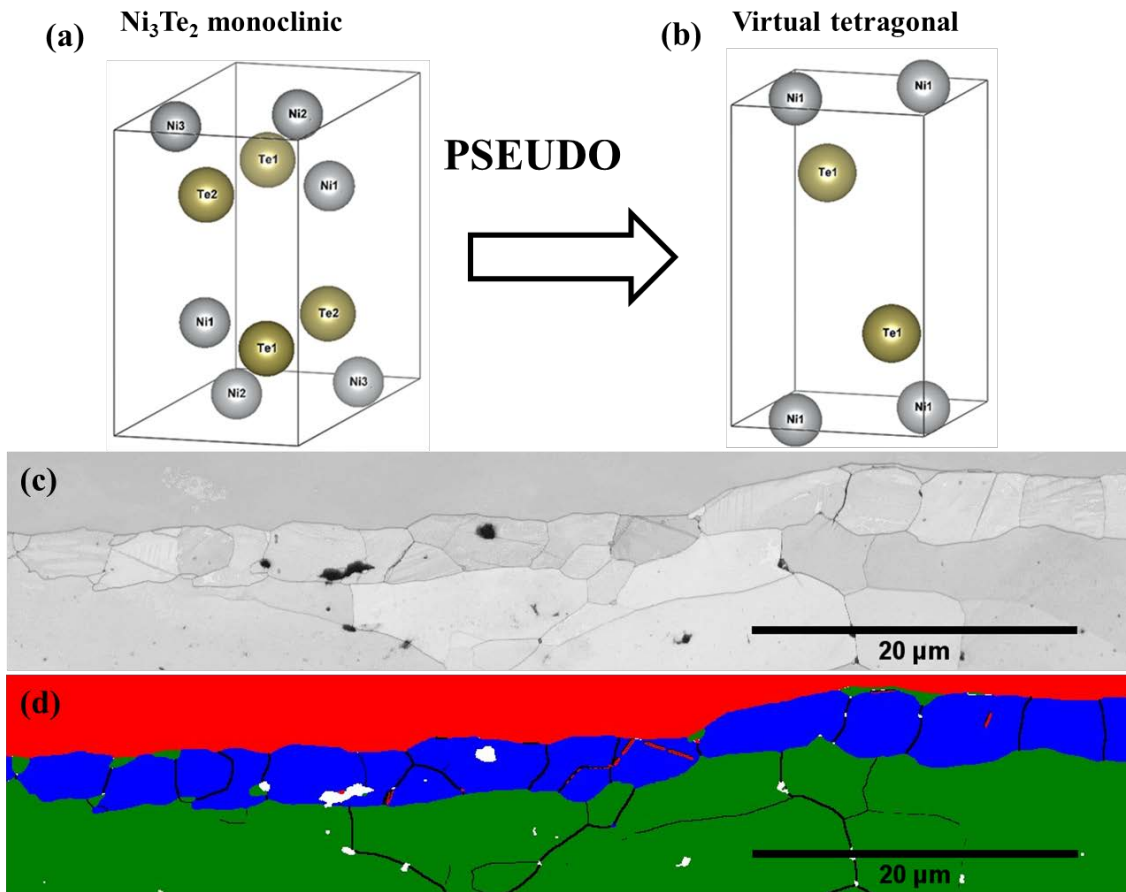 (a)
Ni₃Te₂ monoclinic
(b)
Virtual tetragonal
Ni3
Ni2
Te1
Te2
Ni1
Te2
Ni1
Te1
Ni3
Ni2
PSEUDO
Ni1
Ni1
Te1
Te1
Ni1
Ni1
(c)
20 µm
(d)
20 µm